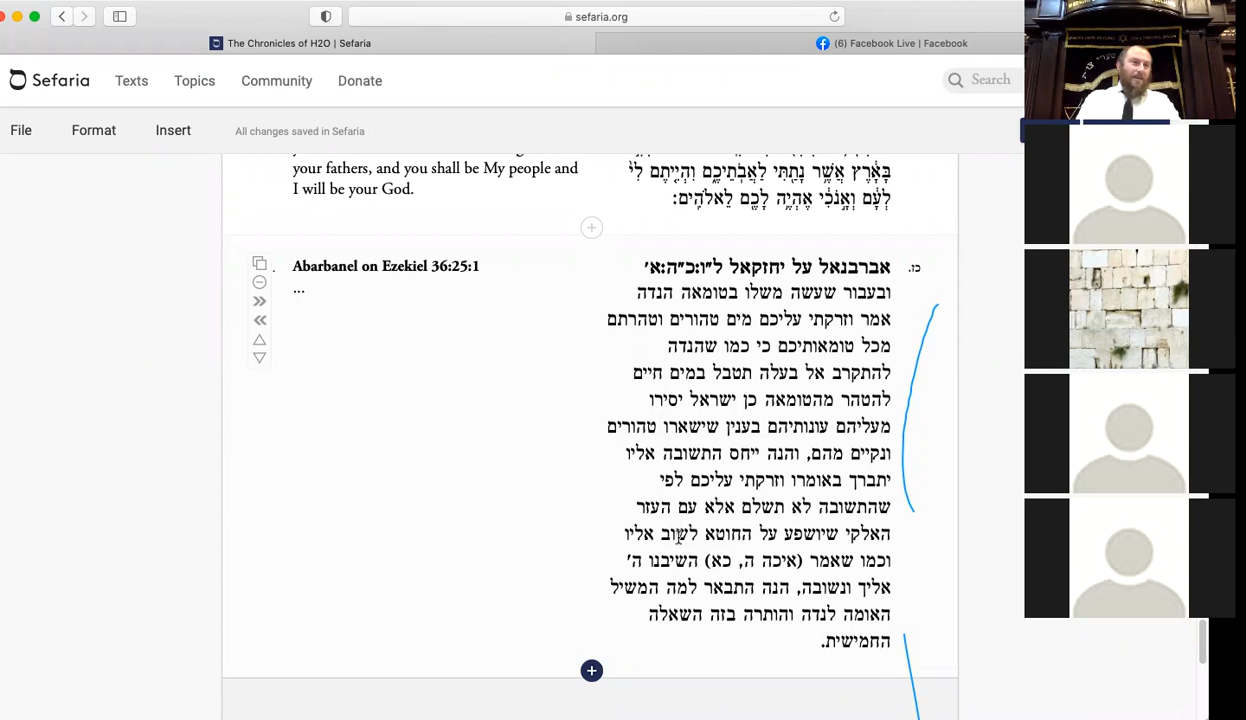 sefaria.org
The Chronicles of H2O | Sefaria
(6) Facebook Live | Facebook
Sefaria
Texts
Topics
Community
Donate
Search
File
Format
Insert
All changes saved in Sefaria
your fathers, and you shall be My people and
I will be your God.
בָּאָ֔רֶץ אֲשֶׁ֥ר נָתַ֖תִּי לַאֲבֹֽתֵיכֶ֑ם וִהְיִ֤יתֶם לִי֙
לְעָ֔ם וְאָ֣נֹכִ֔י אֶהְיֶ֥ה לָכֶ֖ם לֵאלֹהִֽים׃
Abarbanel on Ezekiel 36:25:1
...
כז.
אברבנאל על יחזקאל ל״ו:כ״ה:א׳
ובעבור שעשה משלו בטומאה הנדה
אמר וזרקתי עליכם מים טהורים וטהרתם
מכל טומאותיכם כי כמו שהנדה
להתקרב אל בעלה תטבל במים חיים
להטהר מהטומאה כן ישראל יסירו
מעליהם עונותיהם בענין שישארו טהורים
ונקיים מהם, והנה ייחס התשובה אליו
יתברך באומרו וזרקתי עליכם לפי
שהתשובה לא תשלם אלא עם העזר
האלקי שיושפע על החוטא לשוב אליו
וכמו שאמר (איכה ה, כא) השיבנו ה׳
אליך ונשובה, הנה התבאר למה המשיל
האומה לנדה והותרה בזה השאלה
החמישית.